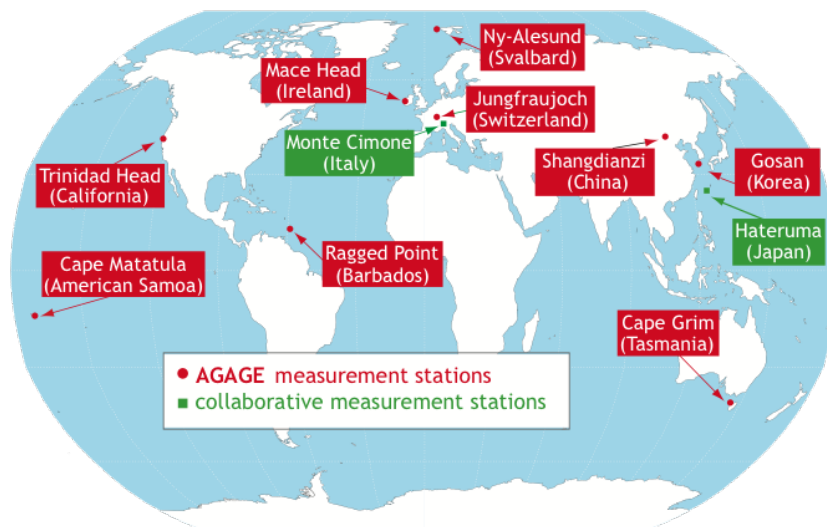 Ny-Alesund
(Svalbard)
Mace Head
(Ireland)
Jungfraujoch
(Switzerland)
Monte Cimone
(Italy)
Trinidad Head
(California)
Shangdianzi
(China)
Gosan
(Korea)
Hateruma
(Japan)
Ragged Point
(Barbados)
Cape Matatula
(American Samoa)
Cape Grim
(Tasmania)
AGAGE measurement stations
collaborative measurement stations